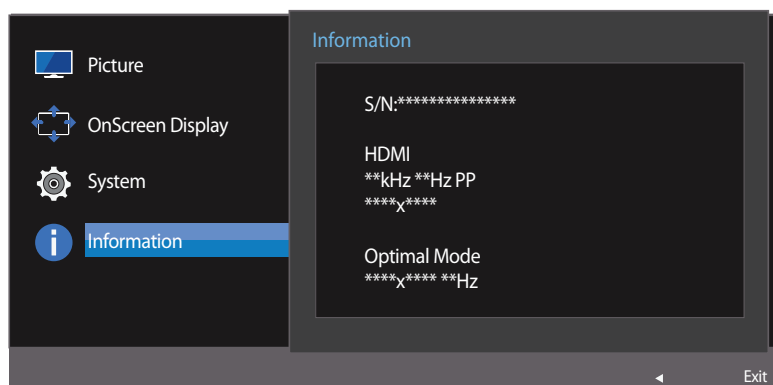 Picture
OnScreen Display
System
Information
Information
S/N:***************
HDMI
**kHz **Hz PP
****x****
Optimal Mode
****x**** **Hz
Exit